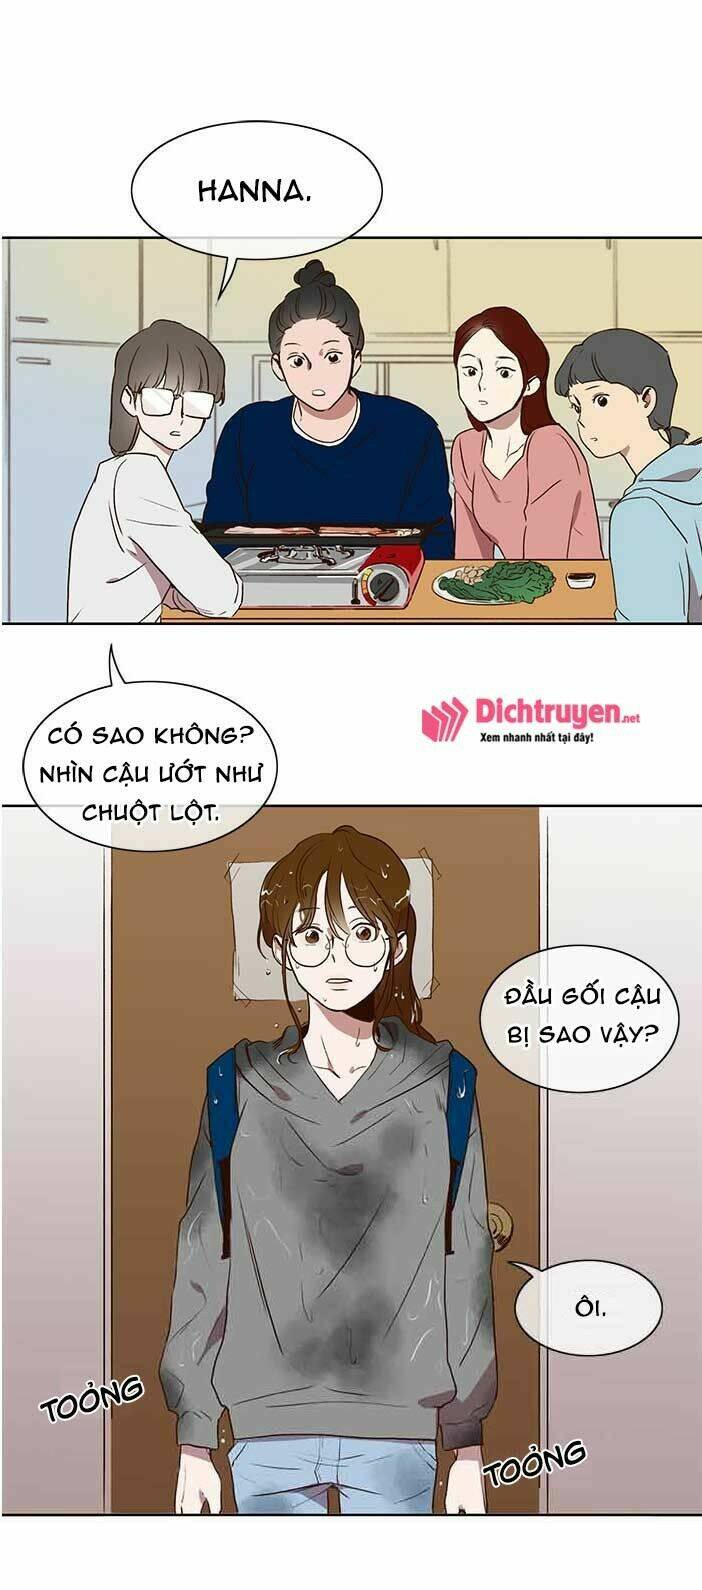 HANNA.
CÓ SAO KHÔNG?
NHÌN CẬU ƯỚT NHƯ
CHUỘT LỘT.
Dichtruyen.net
Xem nhanh nhất tại đây!
ĐẦU GỐI CẬU
BỊ SAO VẬY?
ÔI.
TOỎNG
TOỎNG